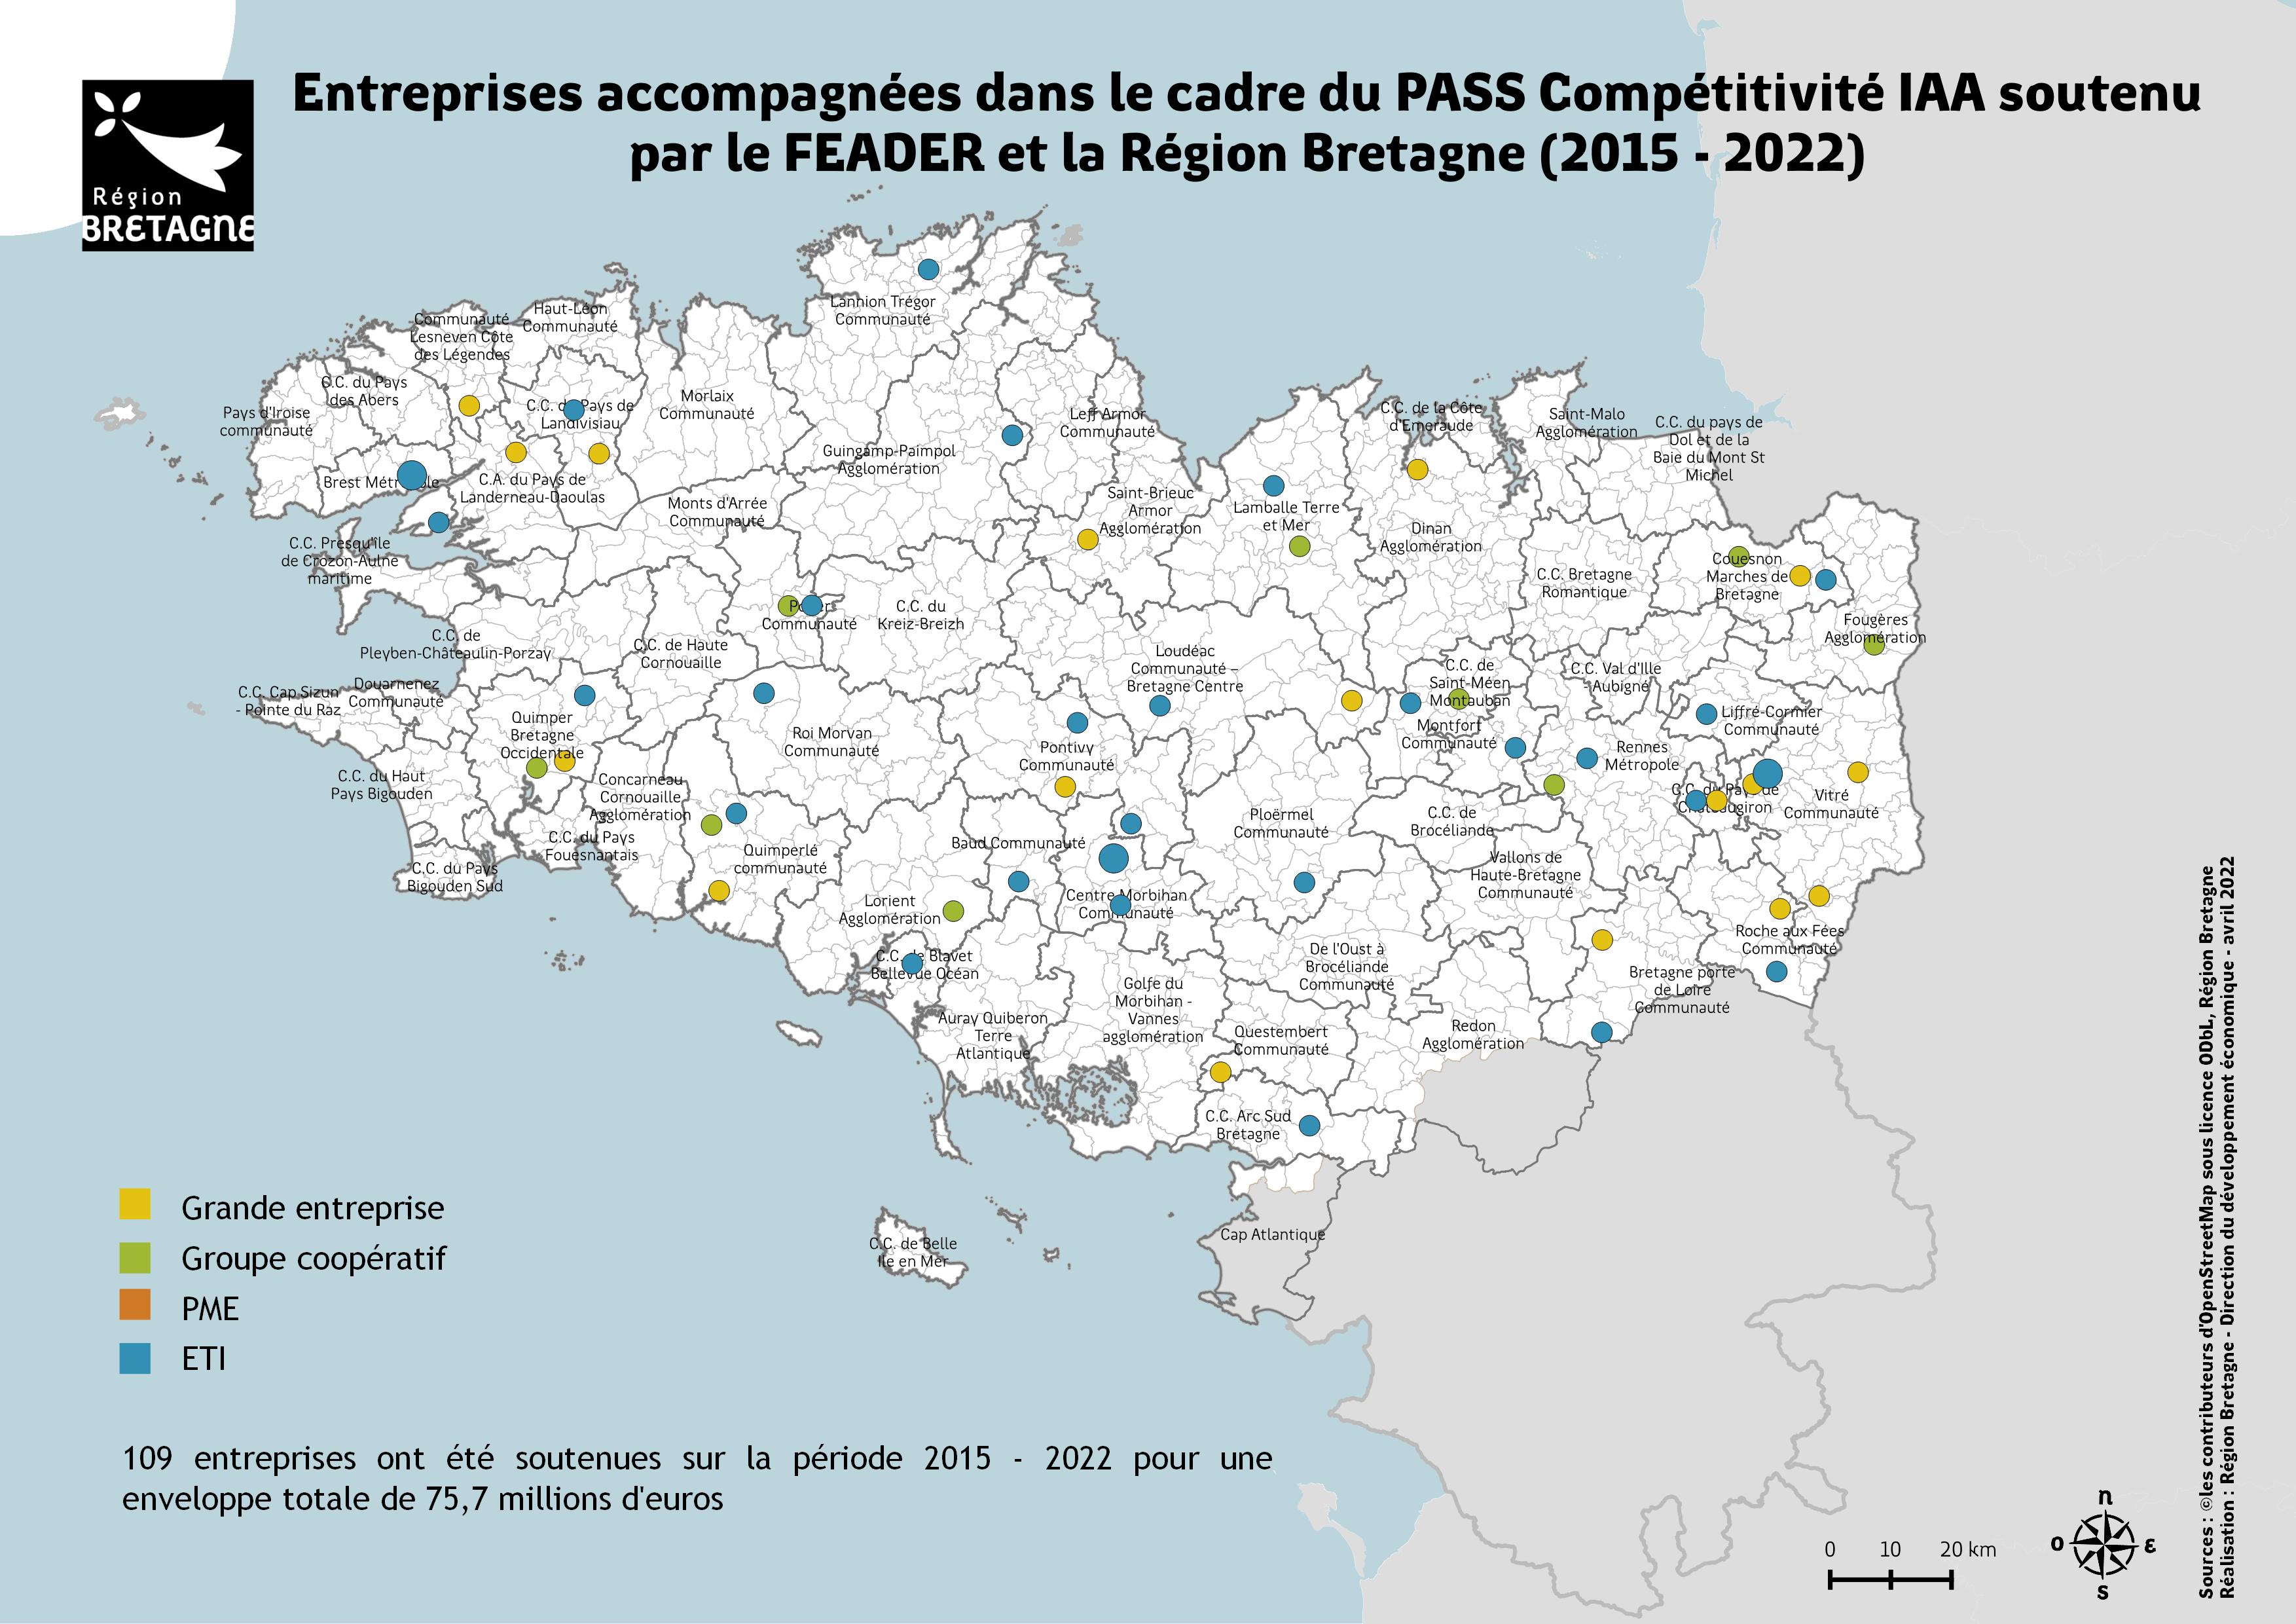 Entreprises accompagnées dans le cadre du PASS Compétitivité IAA soutenu
par le FEADER et la Région Bretagne (2015 - 2022)
Région
BRETAGNE
Lannion Trégor
Communauté
Haut-Léon
Communauté
Communauté
Lesneven Côte
des Légendes
C.C. du Pays
des Abers
Pays d'Iroise
communauté
C.C. du Pays de
Landivisiau
Morlaix
Communauté
Leff Armor
Communauté
C.C. de la Côte
d'Emeraude
Saint-Malo
Agglomération
C.C. du pays de
Dol et de la
Baie du Mont St
Michel
Guingamp-Paimpol
Agglomération
Brest Métropole
C.A. du Pays de
Landerneau-Daoulas
Monts d'Arrée
Communauté
Saint-Brieuc
Armor
Agglomération
Lamballe Terre
et Mer
Dinan
Agglomération
C.C. Presqu'île
de Crozon-Aulne
maritime
C.C. Bretagne
Romantique
Couesnon
Marches de
Bretagne
Poher
Communauté
C.C. du
Kreiz-Breizh
Fougères
Agglomération
C.C. de
Pleyben-Châteaulin-Porzay
C.C. de Haute
Cornouaille
Loudéac
Communauté –
Bretagne Centre
C.C. de
Saint-Méen
Montauban
C.C. Val d'Ille
- Aubigné
C.C. Cap Sizun
- Pointe du Raz
Douarnenez
Communauté
Quimper
Bretagne
Occidentale
Roi Morvan
Communauté
Pontivy
Communauté
Montfort
Communauté
Rennes
Métropole
Liffré-Cormier
Communauté
C.C. du Haut
Pays Bigouden
Concarneau
Cornouaille
Agglomération
C.C. du Pays de
Châteaugiron
Vitré
Communauté
Ploërmel
Communauté
C.C. de
Brocéliande
C.C. du Pays
Fouesnantais
Baud Communauté
Quimperlé
communauté
C.C. du Pays
Bigouden Sud
Vallons de
Haute-Bretagne
Communauté
Lorient
Agglomération
Centre Morbihan
Communauté
Roche aux Fées
Communauté
C.C. de Blavet
Bellevue Océan
De l'Oust à
Brocéliande
Communauté
Bretagne porte
de Loire
Communauté
Golfe du
Morbihan -
Vannes
agglomération
Auray Quiberon
Terre
Atlantique
Questembert
Communauté
Redon
Agglomération
C.C. Arc Sud
Bretagne
Cap Atlantique
C.C. de Belle
Ile en Mer
Grande entreprise
Groupe coopératif
PME
ETI
109 entreprises ont été soutenues sur la période 2015 - 2022 pour une
enveloppe totale de 75,7 millions d'euros
0 10 20 km
n
o
ε
s
Sources : ©les contributeurs d'OpenStreetMap sous licence ODbL, Région Bretagne
Réalisation : Région Bretagne - Direction du développement économique - avril 2022